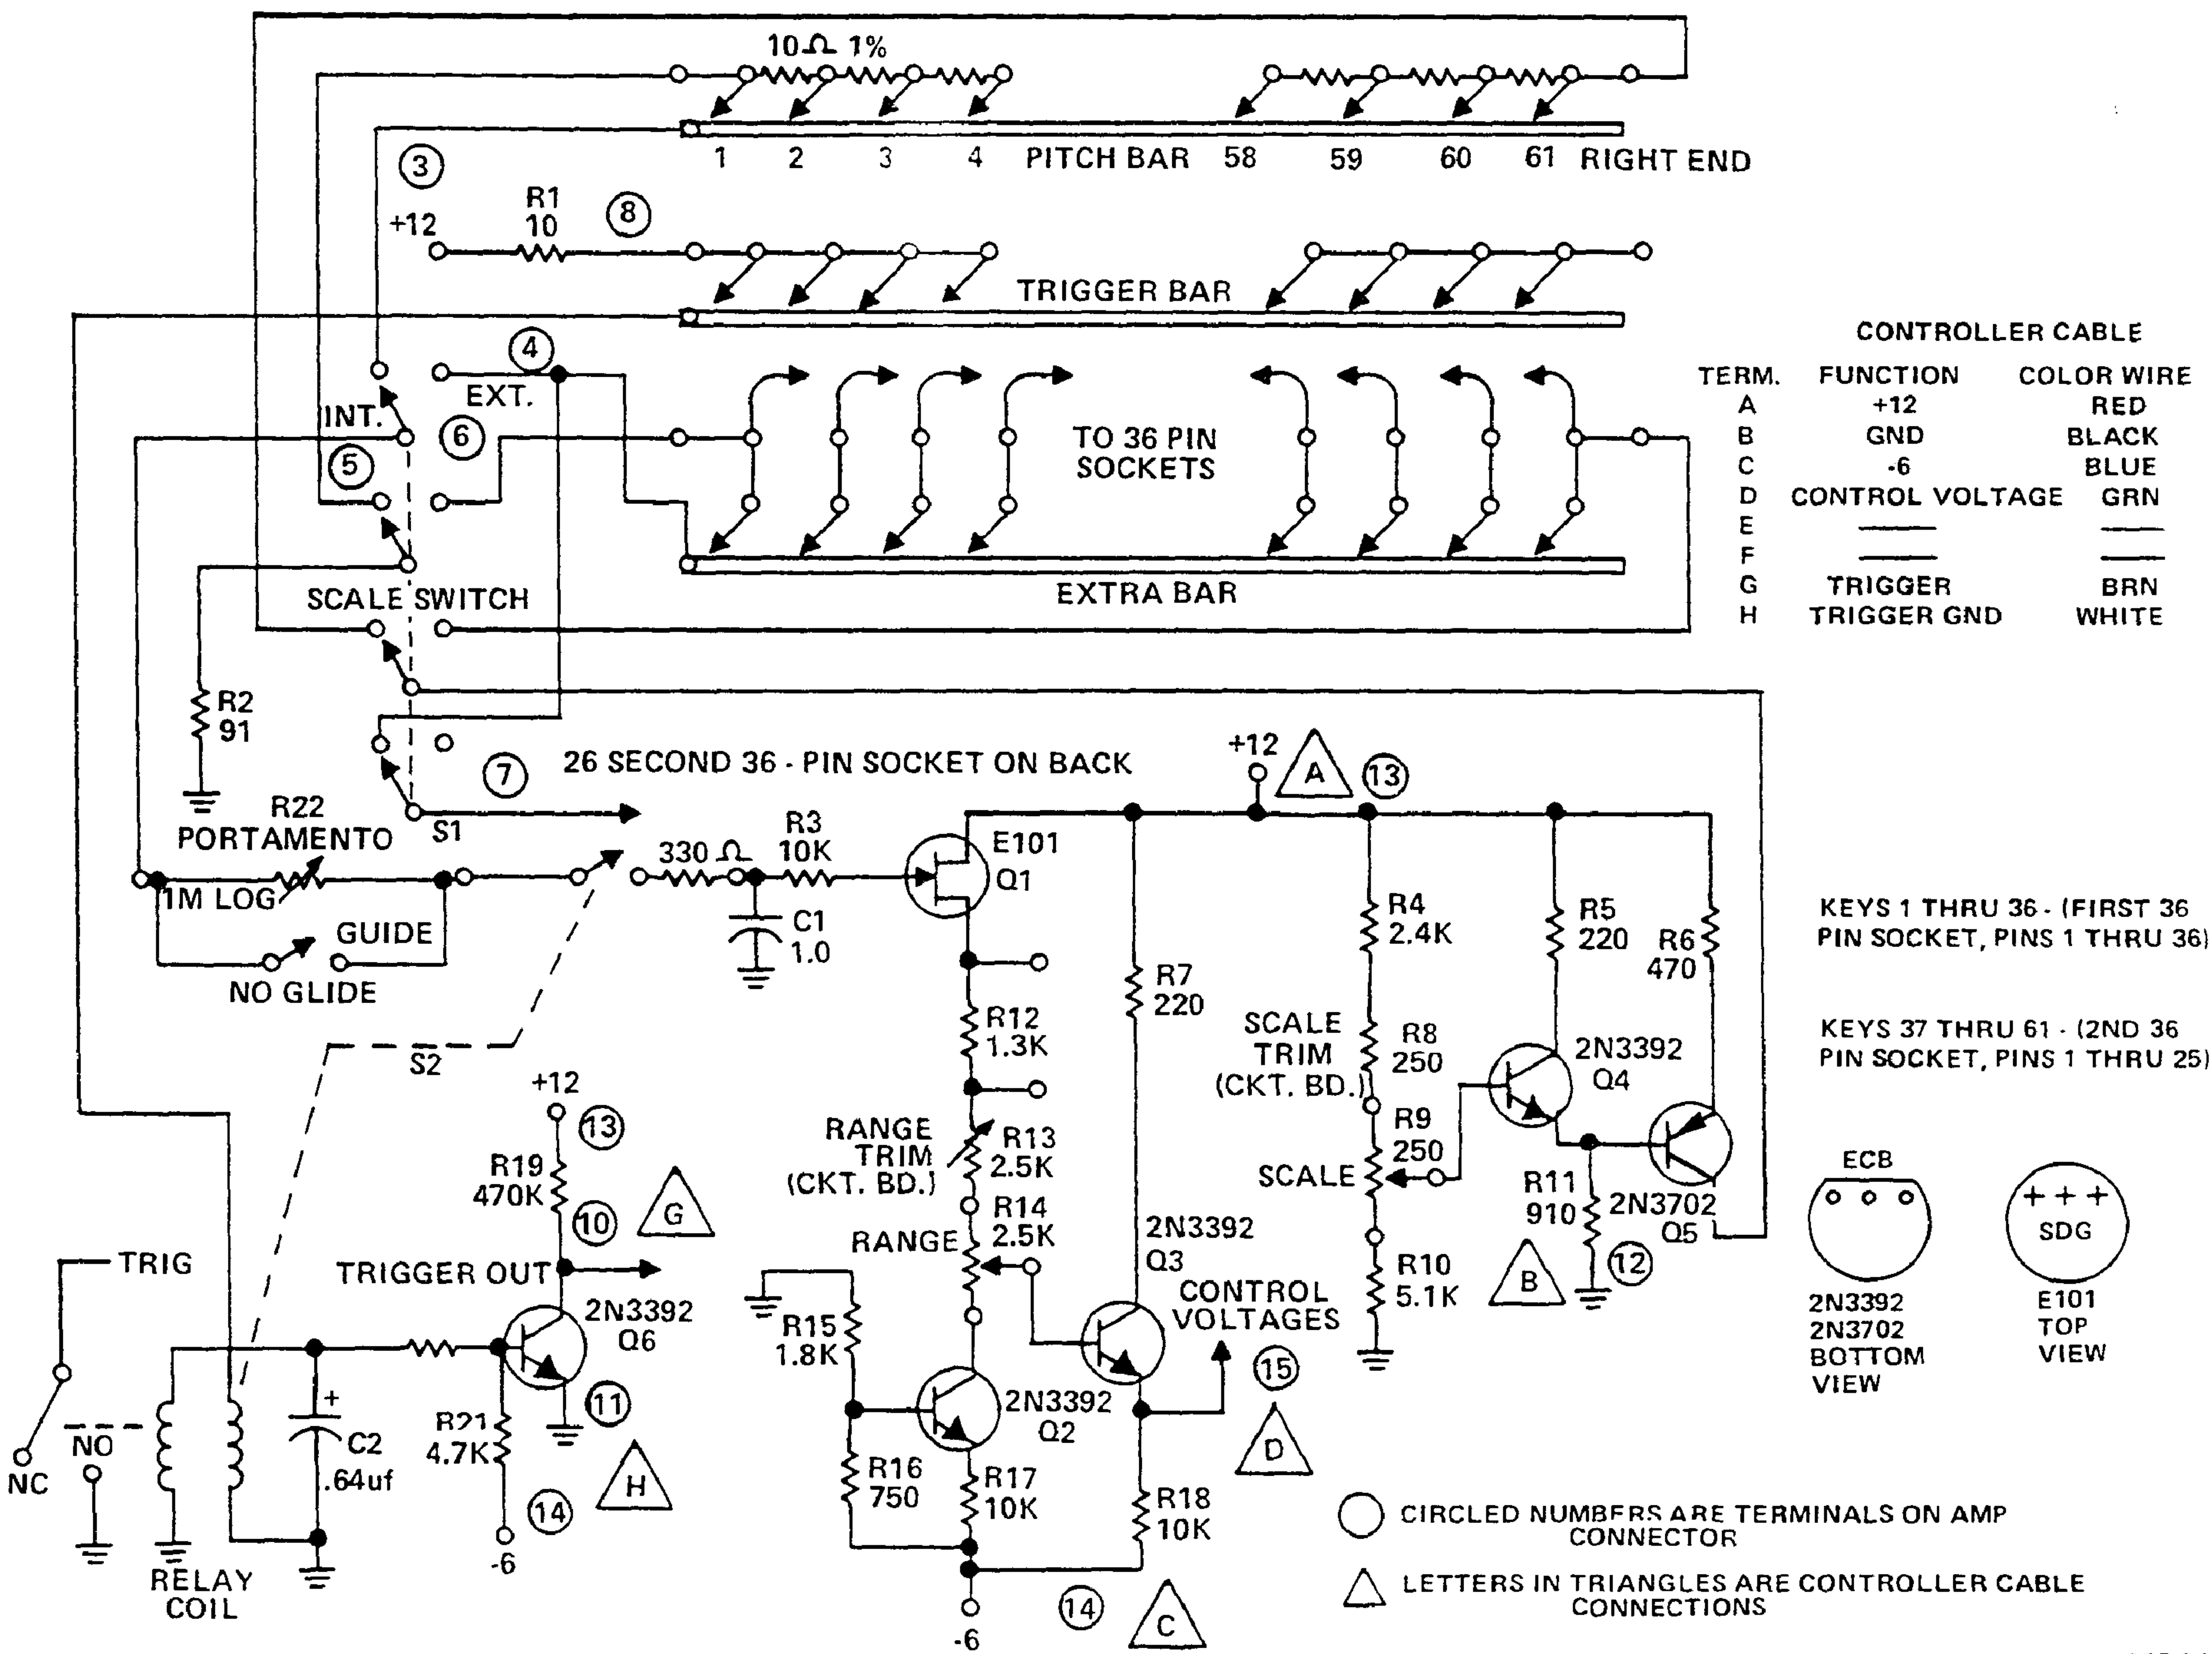 10Ω 1%
1 2 3 4 PITCH BAR 58 59 60 61 RIGHT END
3
R1
10
8
+12
TRIGGER BAR
4
EXT.
INT.
6
5
TO 36 PIN
SOCKETS
EXTRA BAR
SCALE SWITCH
CONTROLLER CABLE
TERM. FUNCTION COLOR WIRE
A +12 RED
B GND BLACK
C -6 BLUE
D CONTROL VOLTAGE GRN
E
F
G TRIGGER BRN
H TRIGGER GND WHITE
R2
91
7
26 SECOND 36 - PIN SOCKET ON BACK
S1
R22
PORTAMENTO
1M LOG
GUIDE
NO GLIDE
330 Ω
R3
10K
C1
1.0
E101
Q1
+12
A
13
R4
2.4K
R5
220
R6
470
R7
220
R12
1.3K
SCALE
TRIM
(CKT. BD.)
R8
250
R9
250
SCALE
2N3392
Q4
KEYS 1 THRU 36 - (FIRST 36
PIN SOCKET, PINS 1 THRU 36)
KEYS 37 THRU 61 - (2ND 36
PIN SOCKET, PINS 1 THRU 25)
S2
+12
13
R19
470K
10
G
RANGE
TRIM
(CKT. BD.)
R13
2.5K
R14
2.5K
RANGE
2N3392
Q3
R11
910
2N3702
Q5
B
12
R10
5.1K
ECB
2N3392
2N3702
BOTTOM
VIEW
SDG
E101
TOP
VIEW
TRIG
TRIGGER OUT
2N3392
Q6
R15
1.8K
CONTROL
VOLTAGES
15
D
11
H
R21
4.7K
NO
NC
C2
.64uf
+
14
-6
RELAY
COIL
R16
750
2N3392
Q2
R17
10K
R18
10K
14
C
-6
CIRCLED NUMBERS ARE TERMINALS ON AMP
CONNECTOR
LETTERS IN TRIANGLES ARE CONTROLLER CABLE
CONNECTIONS